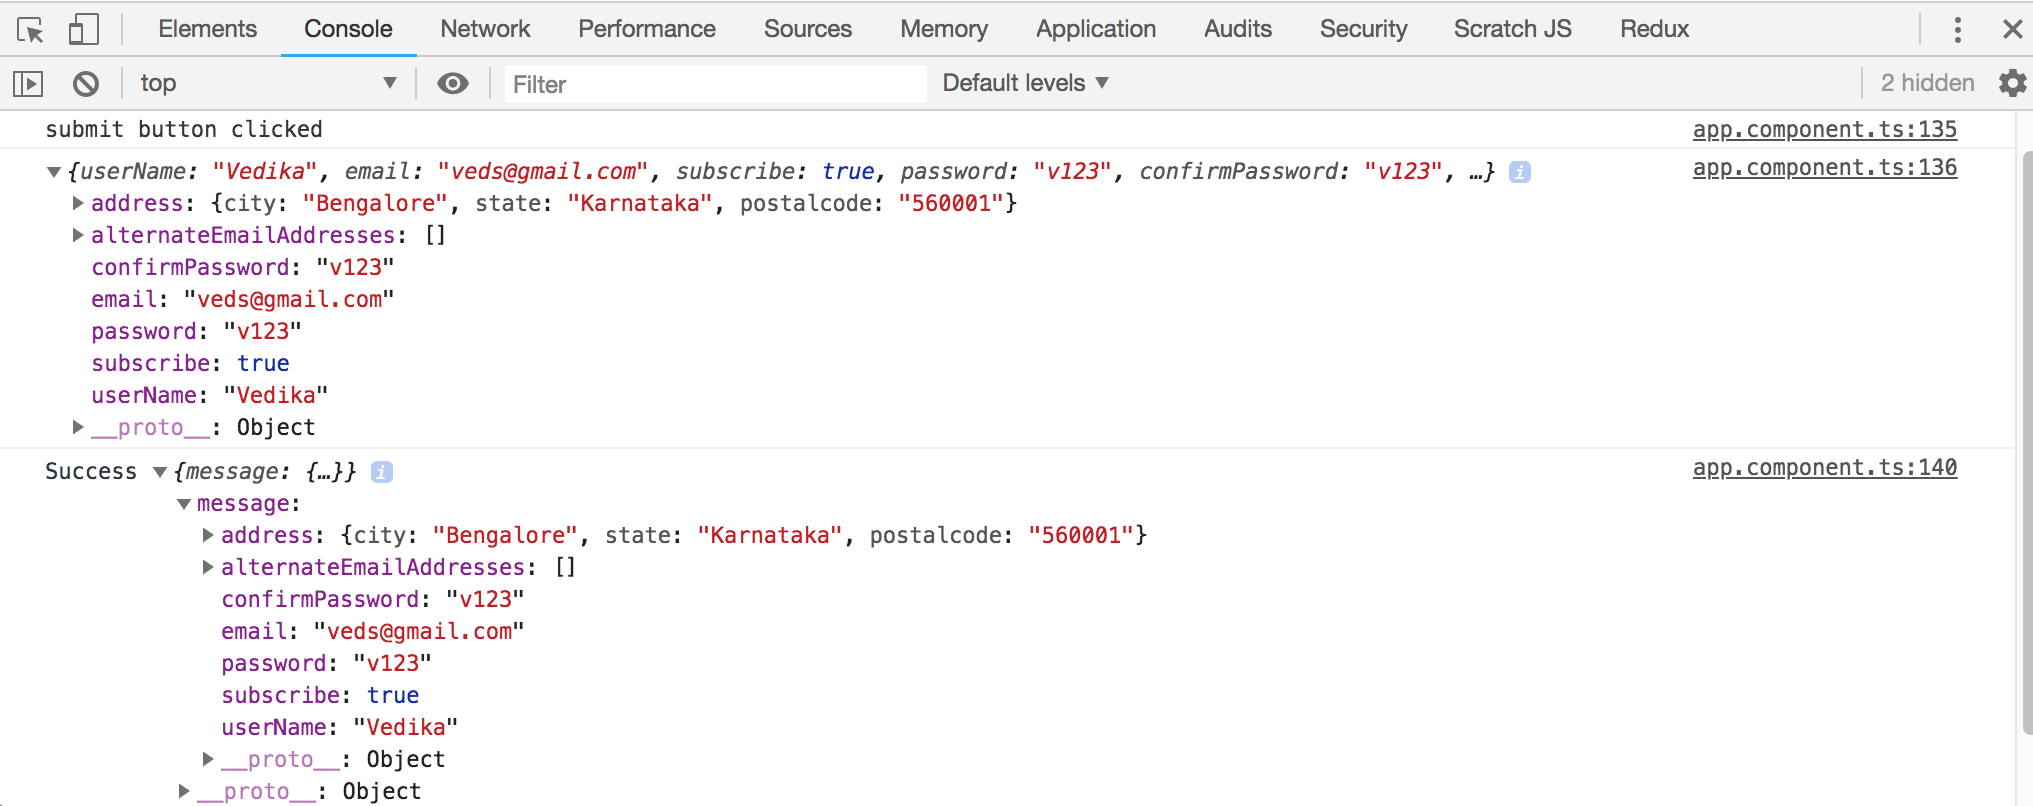 Elements Console Network Performance Sources Memory Application Audits Security Scratch JS Redux
top Filter Default levels 2 hidden
submit button clicked app.component.ts:135
{userName: "Vedika", email: "veds@gmail.com", subscribe: true, password: "v123", confirmPassword: "v123", …} i app.component.ts:136
address: {city: "Bengalore", state: "Karnataka", postalcode: "560001"}
alternateEmailAddresses: []
confirmPassword: "v123"
email: "veds@gmail.com"
password: "v123"
subscribe: true
userName: "Vedika"
__proto__: Object
Success {message: {…}} i app.component.ts:140
message:
address: {city: "Bengalore", state: "Karnataka", postalcode: "560001"}
alternateEmailAddresses: []
confirmPassword: "v123"
email: "veds@gmail.com"
password: "v123"
subscribe: true
userName: "Vedika"
__proto__: Object
__proto__: Object